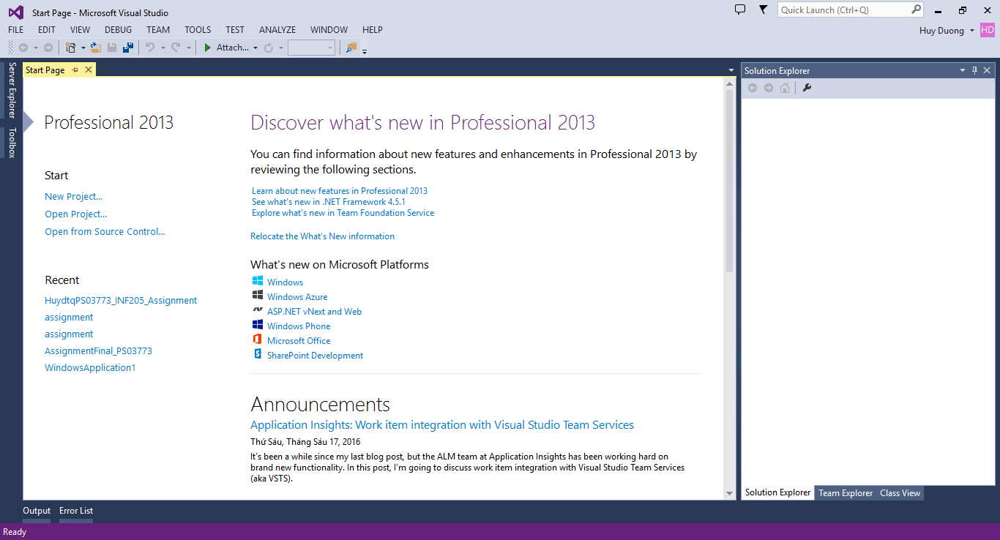 Start Page - Microsoft Visual Studio
Quick Launch (Ctrl+Q)
FILE EDIT VIEW DEBUG TEAM TOOLS TEST ANALYZE WINDOW HELP
Huy Duong HD
Attach...
Server Explorer
Toolbox
Start Page
Professional 2013
Start
New Project...
Open Project...
Open from Source Control...
Recent
HuydtqPS03773_INF205_Assignment
assignment
assignment
AssignmentFinal_PS03773
WindowsApplication1
Discover what's new in Professional 2013
You can find information about new features and enhancements in Professional 2013 by
reviewing the following sections.
Learn about new features in Professional 2013
See what's new in .NET Framework 4.5.1
Explore what's new in Team Foundation Service
Relocate the What's New information
What's new on Microsoft Platforms
Windows
Windows Azure
ASP.NET vNext and Web
Windows Phone
Microsoft Office
SharePoint Development
Announcements
Application Insights: Work item integration with Visual Studio Team Services
Thứ Sáu, Tháng Sáu 17, 2016
It’s been a while since my last blog post, but the ALM team at Application Insights has been working hard on
brand new functionality. In this post, I’m going to discuss work item integration with Visual Studio Team Services
(aka VSTS).
Solution Explorer
Solution Explorer Team Explorer Class View
Output Error List
Ready